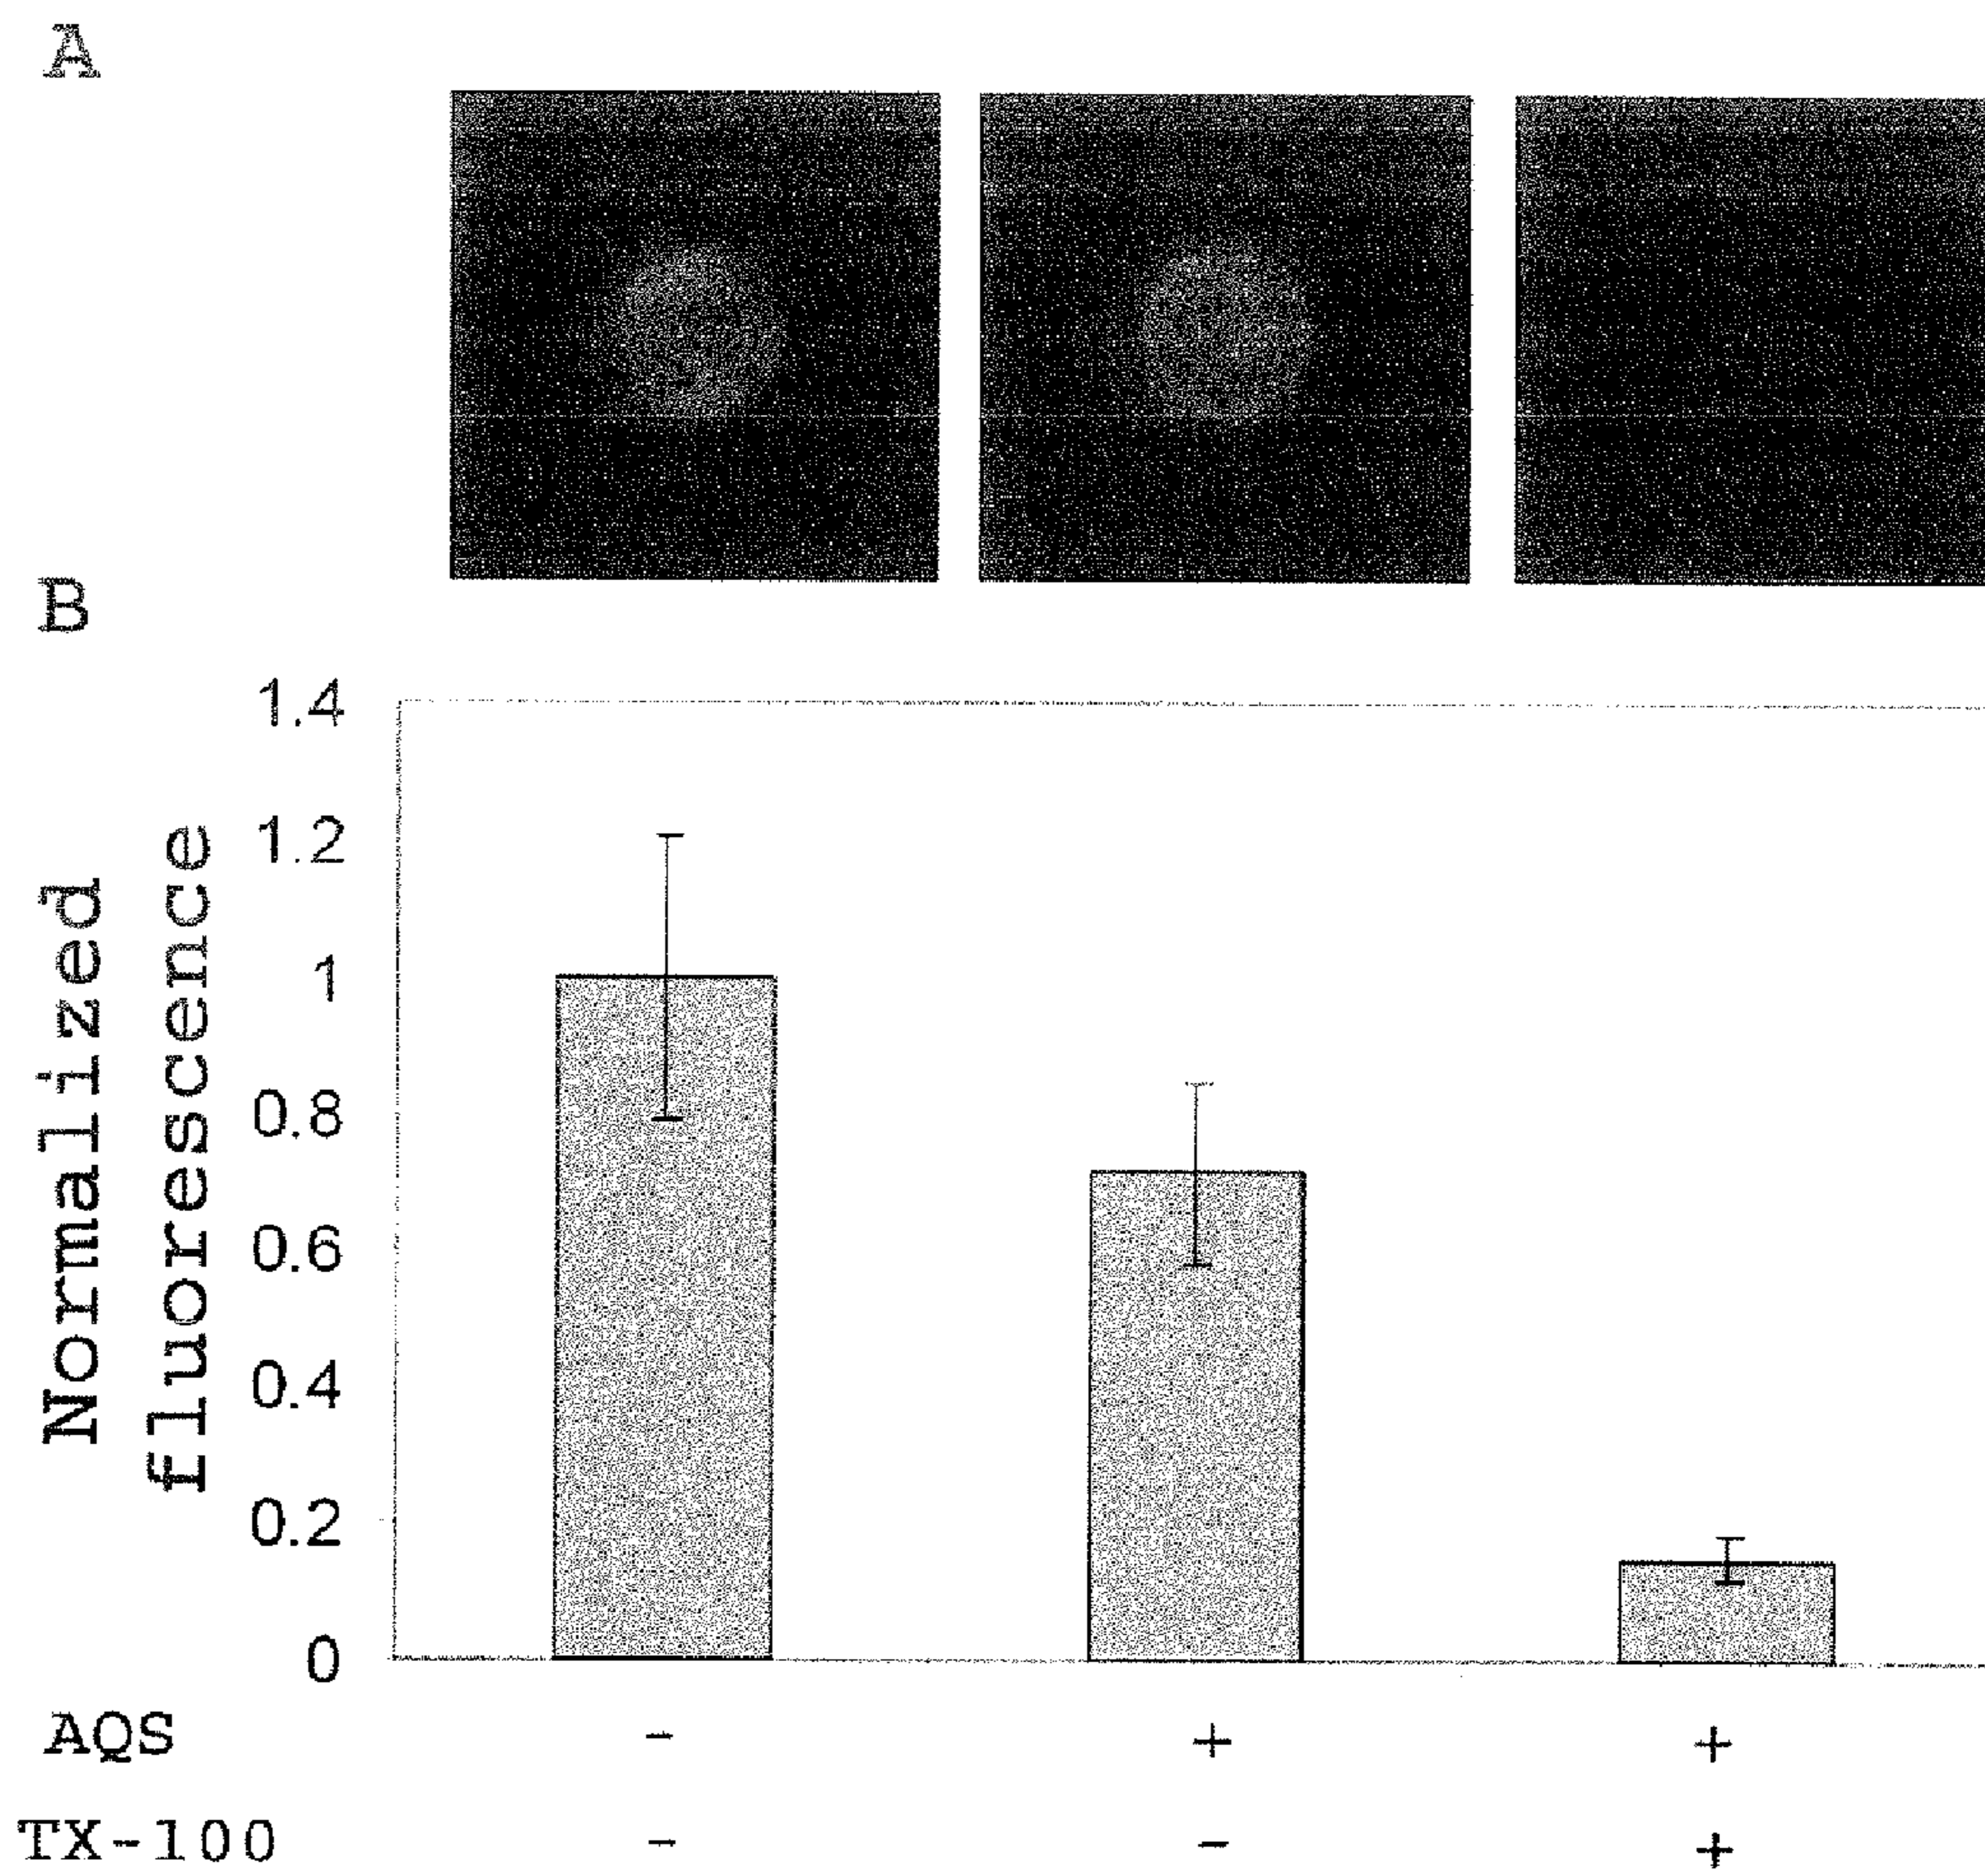 A
B
1.4
1.2
1
0.8
0.6
0.4
0.2
0
Normalized
fluorescence
AQS - + +
TX-100 - - +